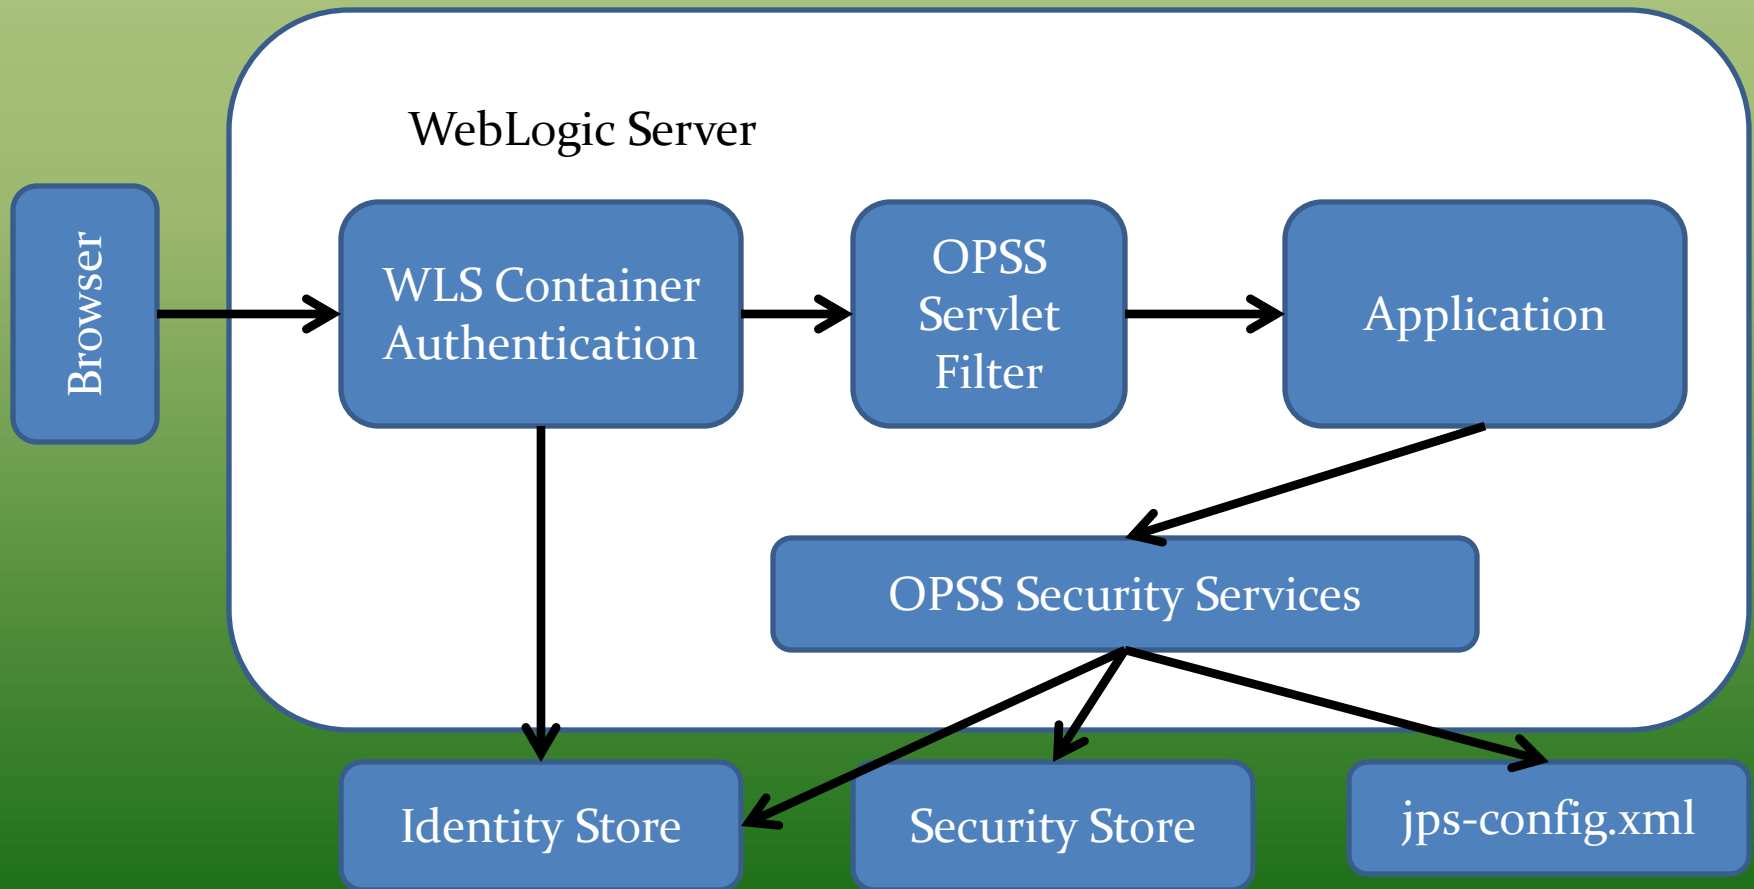 WebLogic Server
Browser
WLS Container
Authentication
OPSS
Servlet
Filter
Application
OPSS Security Services
Identity Store
Security Store
jps-config.xml